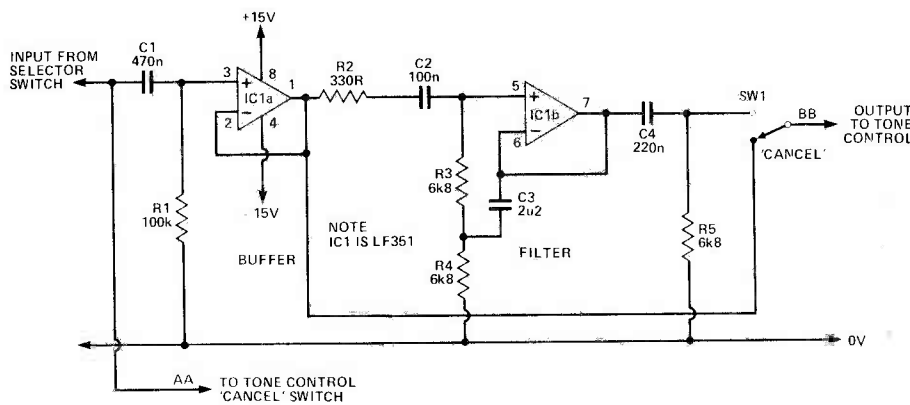 +15V
INPUT FROM
SELECTOR
SWITCH
C1
470n
3
+
8
1
IC1a
2
−
4
15V
R1
100k
R2
330R
C2
100n
5
+
7
IC1b
6
−
R3
6k8
C3
2u2
C4
220n
SW1
BB
OUTPUT
TO TONE
CONTROL
'CANCEL'
NOTE
IC1 IS LF351
R4
6k8
R5
6k8
BUFFER
FILTER
0V
AA
TO TONE CONTROL
'CANCEL' SWITCH